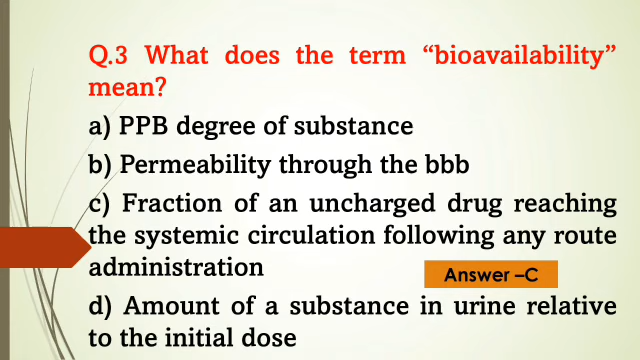 Q.3 What does the term “bioavailability”
mean?
a) PPB degree of substance
b) Permeability through the bbb
c) Fraction of an uncharged drug reaching
the systemic circulation following any route
administration
Answer –C
d) Amount of a substance in urine relative
to the initial dose